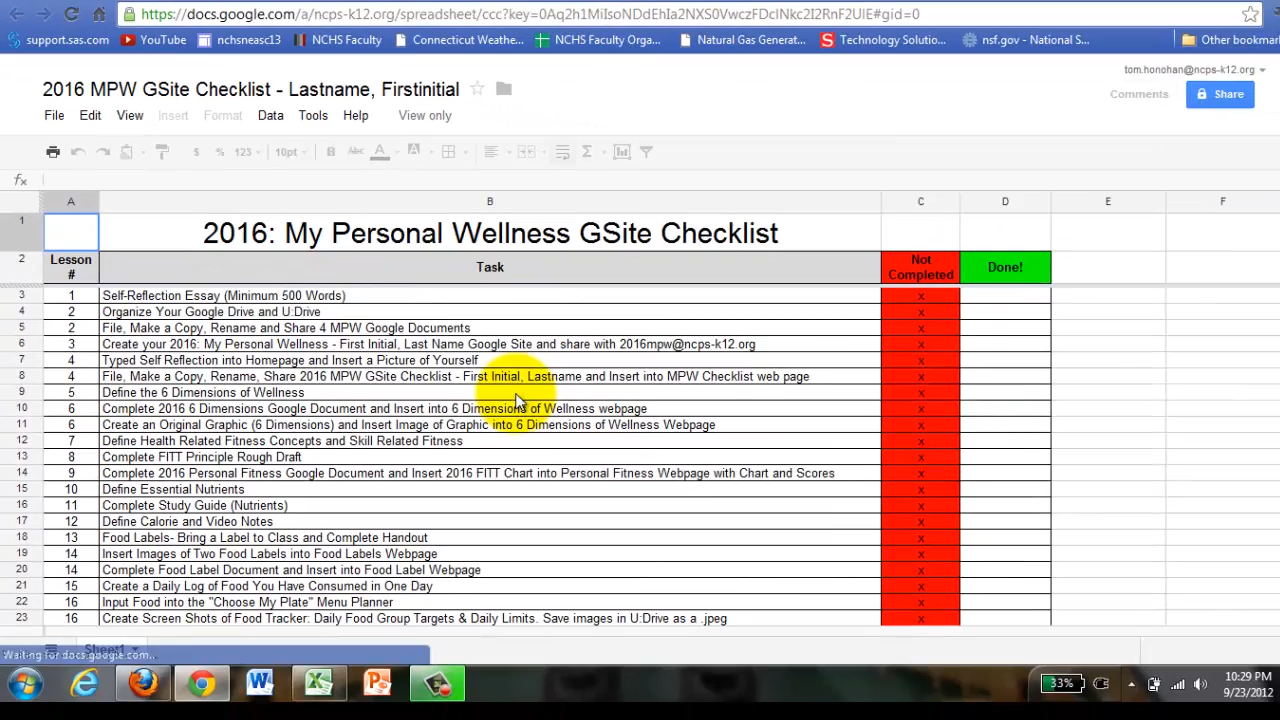 https://docs.google.com/a/ncps-k12.org/spreadsheet/ccc?key=0Aq2h1MiIsoNDdEhIa2NXS0VwczFDclNkc2I2RnF2UlE#gid=0
support.sas.com YouTube nchsneasc13 NCHS Faculty Connecticut Weathe... NCHS Faculty Orga... Natural Gas Generat... Technology Solution... nsf.gov - National S... Other bookmar
2016 MPW GSite Checklist - Lastname, Firstinitial
tom.honohan@ncps-k12.org
Comments Share
File Edit View Insert Format Data Tools Help View only
$ % 123 10pt B Abc A A Σ
fx
A B C D E F
1 2016: My Personal Wellness GSite Checklist
2 Lesson # Task Not Completed Done!
3 1 Self-Reflection Essay (Minimum 500 Words) x
4 2 Organize Your Google Drive and U:Drive x
5 2 File, Make a Copy, Rename and Share 4 MPW Google Documents x
6 3 Create your 2016: My Personal Wellness - First Initial, Last Name Google Site and share with 2016mpw@ncps-k12.org x
7 4 Typed Self Reflection into Homepage and Insert a Picture of Yourself x
8 4 File, Make a Copy, Rename, Share 2016 MPW GSite Checklist - First Initial, Lastname and Insert into MPW Checklist web page x
9 5 Define the 6 Dimensions of Wellness x
10 6 Complete 2016 6 Dimensions Google Document and Insert into 6 Dimensions of Wellness webpage x
11 6 Create an Original Graphic (6 Dimensions) and Insert Image of Graphic into 6 Dimensions of Wellness Webpage x
12 7 Define Health Related Fitness Concepts and Skill Related Fitness x
13 8 Complete FITT Principle Rough Draft x
14 9 Complete 2016 Personal Fitness Google Document and Insert 2016 FITT Chart into Personal Fitness Webpage with Chart and Scores x
15 10 Define Essential Nutrients x
16 11 Complete Study Guide (Nutrients) x
17 12 Define Calorie and Video Notes x
18 13 Food Labels- Bring a Label to Class and Complete Handout x
19 14 Insert Images of Two Food Labels into Food Labels Webpage x
20 14 Complete Food Label Document and Insert into Food Label Webpage x
21 15 Create a Daily Log of Food You Have Consumed in One Day x
22 16 Input Food into the "Choose My Plate" Menu Planner x
23 16 Create Screen Shots of Food Tracker: Daily Food Group Targets & Daily Limits. Save images in U:Drive as a .jpeg x
Sheet1
Waiting for docs.google.com...
33% 10:29 PM
9/23/2012